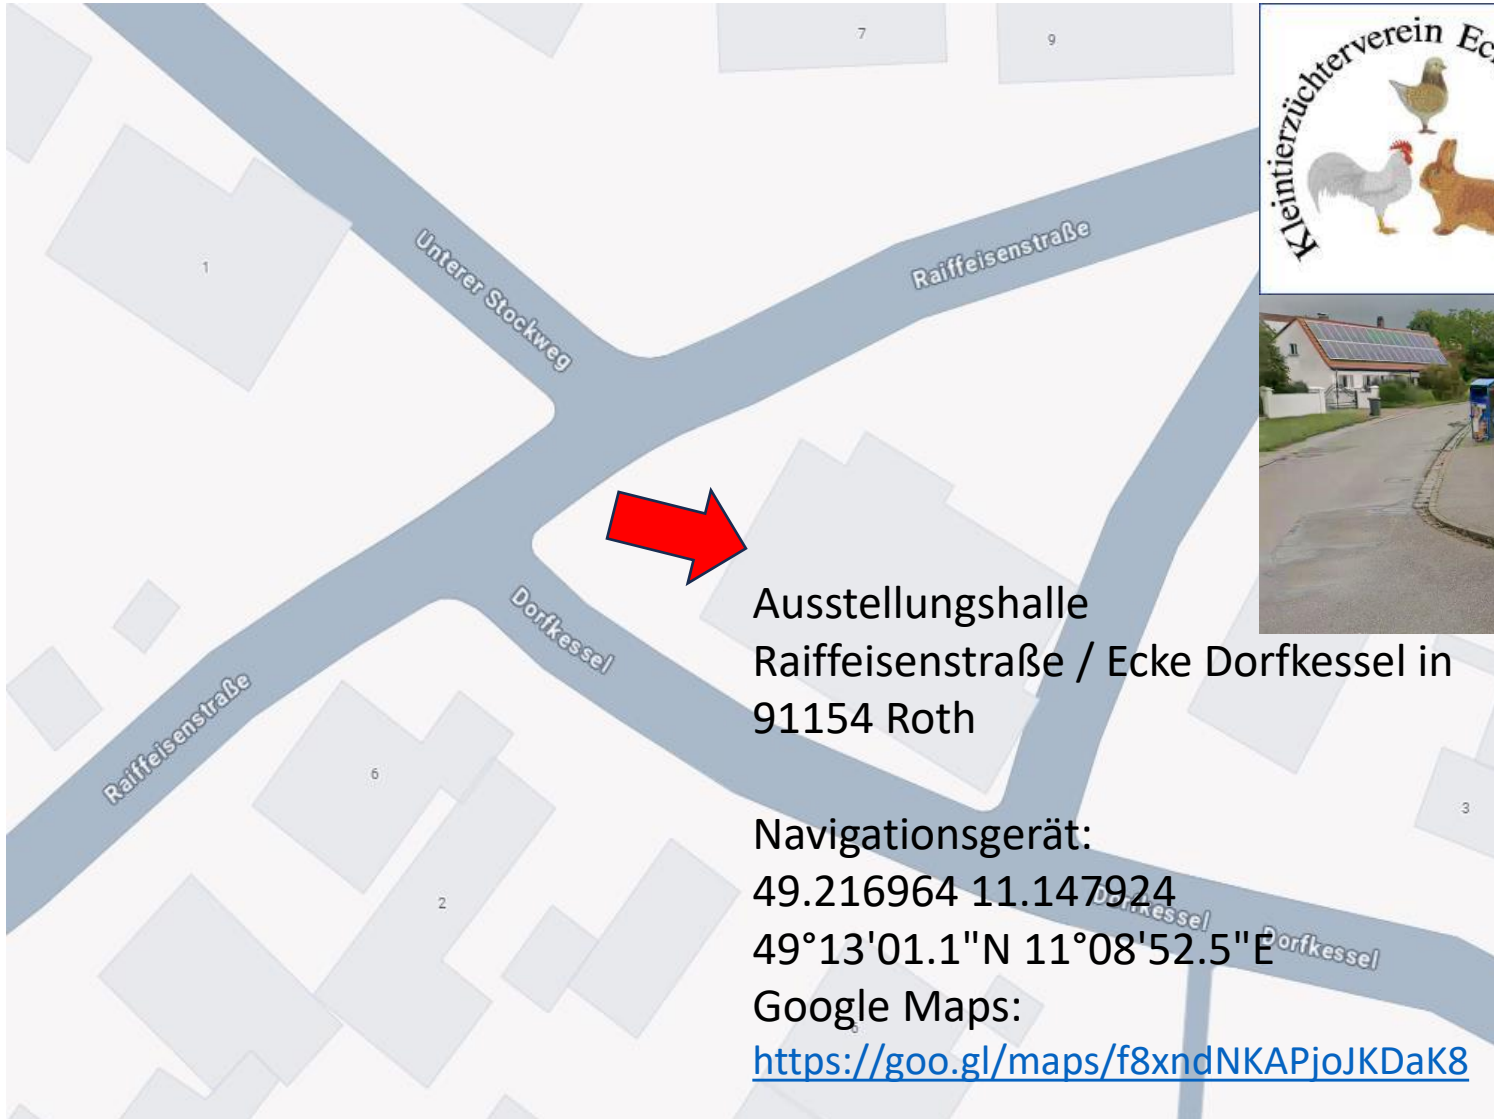 7
9
Kleintierzüchterverein
1
Unterer Stockweg
Raiffeisenstraße
Dorfkessel
Ausstellungshalle
Raiffeisenstraße / Ecke Dorfkessel in
91154 Roth
Raiffeisenstraße
6
3
Navigationsgerät:
2
49.216964 11.147924
Dorfkessel
49°13'01.1"N 11°08'52.5"E
Dorfkessel
Google Maps:
6
https://goo.gl/maps/f8xndNKAPjoJKDaK8